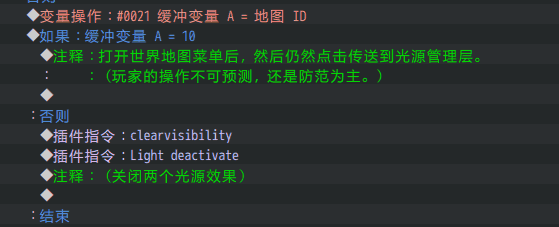 ◆变量操作：#0021 缓冲变量 A = 地图 ID
◆如果：缓冲变量 A = 10
◆注释：打开世界地图菜单后，然后仍然点击传送到光源管理层。
：　　：（玩家的操作不可预测，还是防范为主。）
◆
：否则
◆插件指令：clearvisibility
◆插件指令：Light deactivate
◆注释：（关闭两个光源效果）
◆
：结束